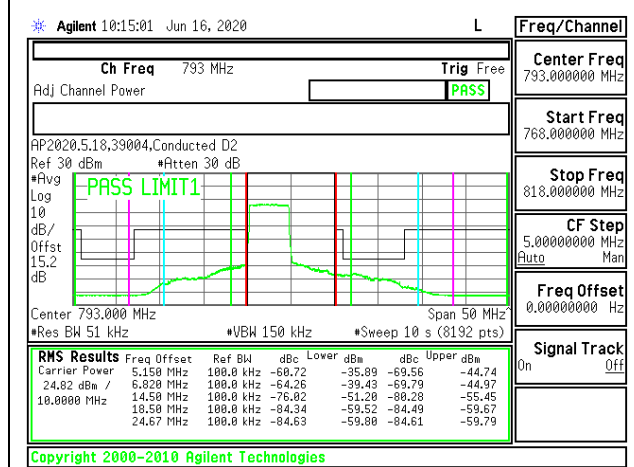 Agilent 10:15:01 Jun 16, 2020 L
Ch Freq 793 MHz Trig Free
Adj Channel Power PASS
AP2020.5.18,39004,Conducted D2
Ref 30 dBm #Atten 30 dB
#Avg
Log
10
dB/
Offst
15.2
dB
PASS LIMIT1
Center 793.000 MHz Span 50 MHz^
#Res BW 51 kHz #VBW 150 kHz #Sweep 10 s (8192 pts)
RMS Results Freq Offset Ref BW dBc Lower dBm dBc Upper dBm
Carrier Power 5.150 MHz 100.0 kHz -60.72 -35.89 -69.56 -44.74
24.82 dBm / 6.820 MHz 100.0 kHz -64.26 -39.43 -69.79 -44.97
10.0000 MHz 14.50 MHz 100.0 kHz -76.02 -51.20 -80.28 -55.45
18.50 MHz 100.0 kHz -84.34 -59.52 -84.49 -59.67
24.67 MHz 100.0 kHz -84.63 -59.80 -84.61 -59.79
Copyright 2000-2010 Agilent Technologies
Freq/Channel
Center Freq
793.000000 MHz
Start Freq
768.000000 MHz
Stop Freq
818.000000 MHz
CF Step
5.00000000 MHz
Auto Man
Freq Offset
0.00000000 Hz
Signal Track
On Off